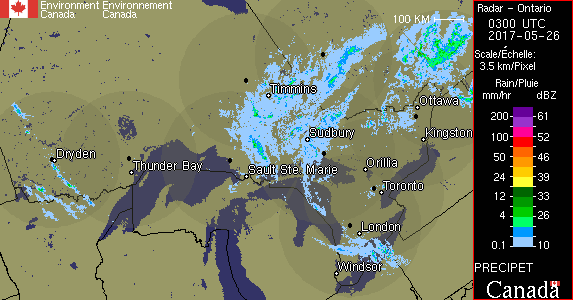 Environment Environnement
Canada Canada
100 KM
Timmins
Ottawa
Sudbury
Kingston
Dryden
Thunder Bay
Sault Ste. Marie
Orillia
Toronto
London
Windsor
Radar – Ontario
0300 UTC
2017-05-26
Scale/Échelle:
3.5 km/Pixel
Rain/Pluie
mm/hr dBZ
200 61
100 52
50 46
24 39
12 33
4 26
0.1 10
PRECIPET
Canada